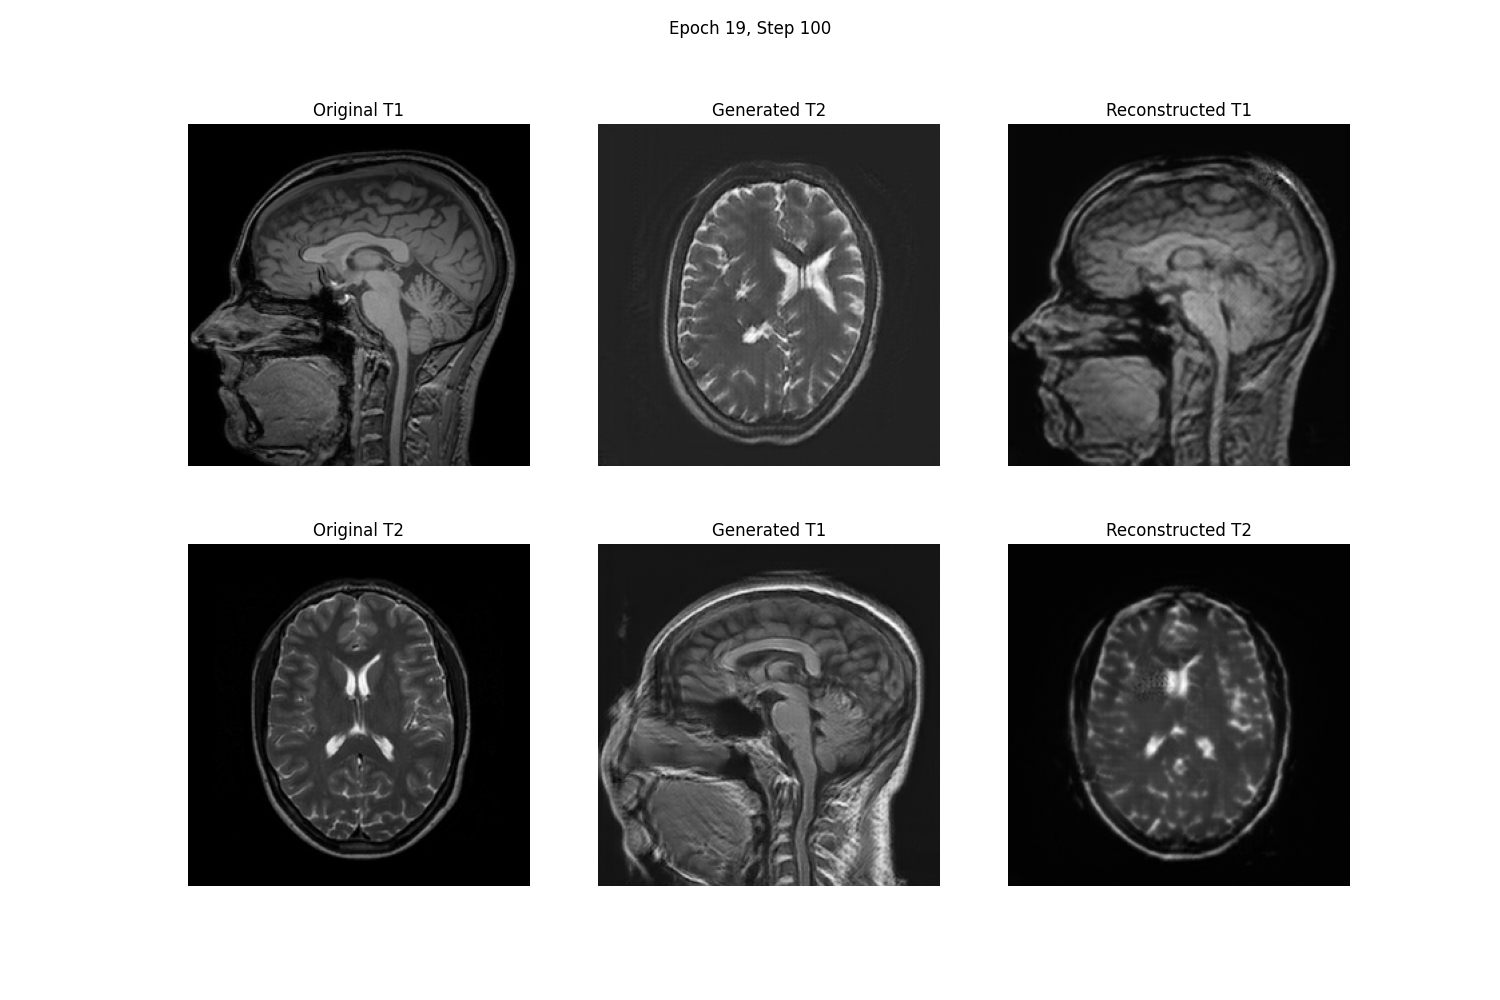 Epoch 19, Step 100
Original T1
Generated T2
Reconstructed T1
Original T2
Generated T1
Reconstructed T2